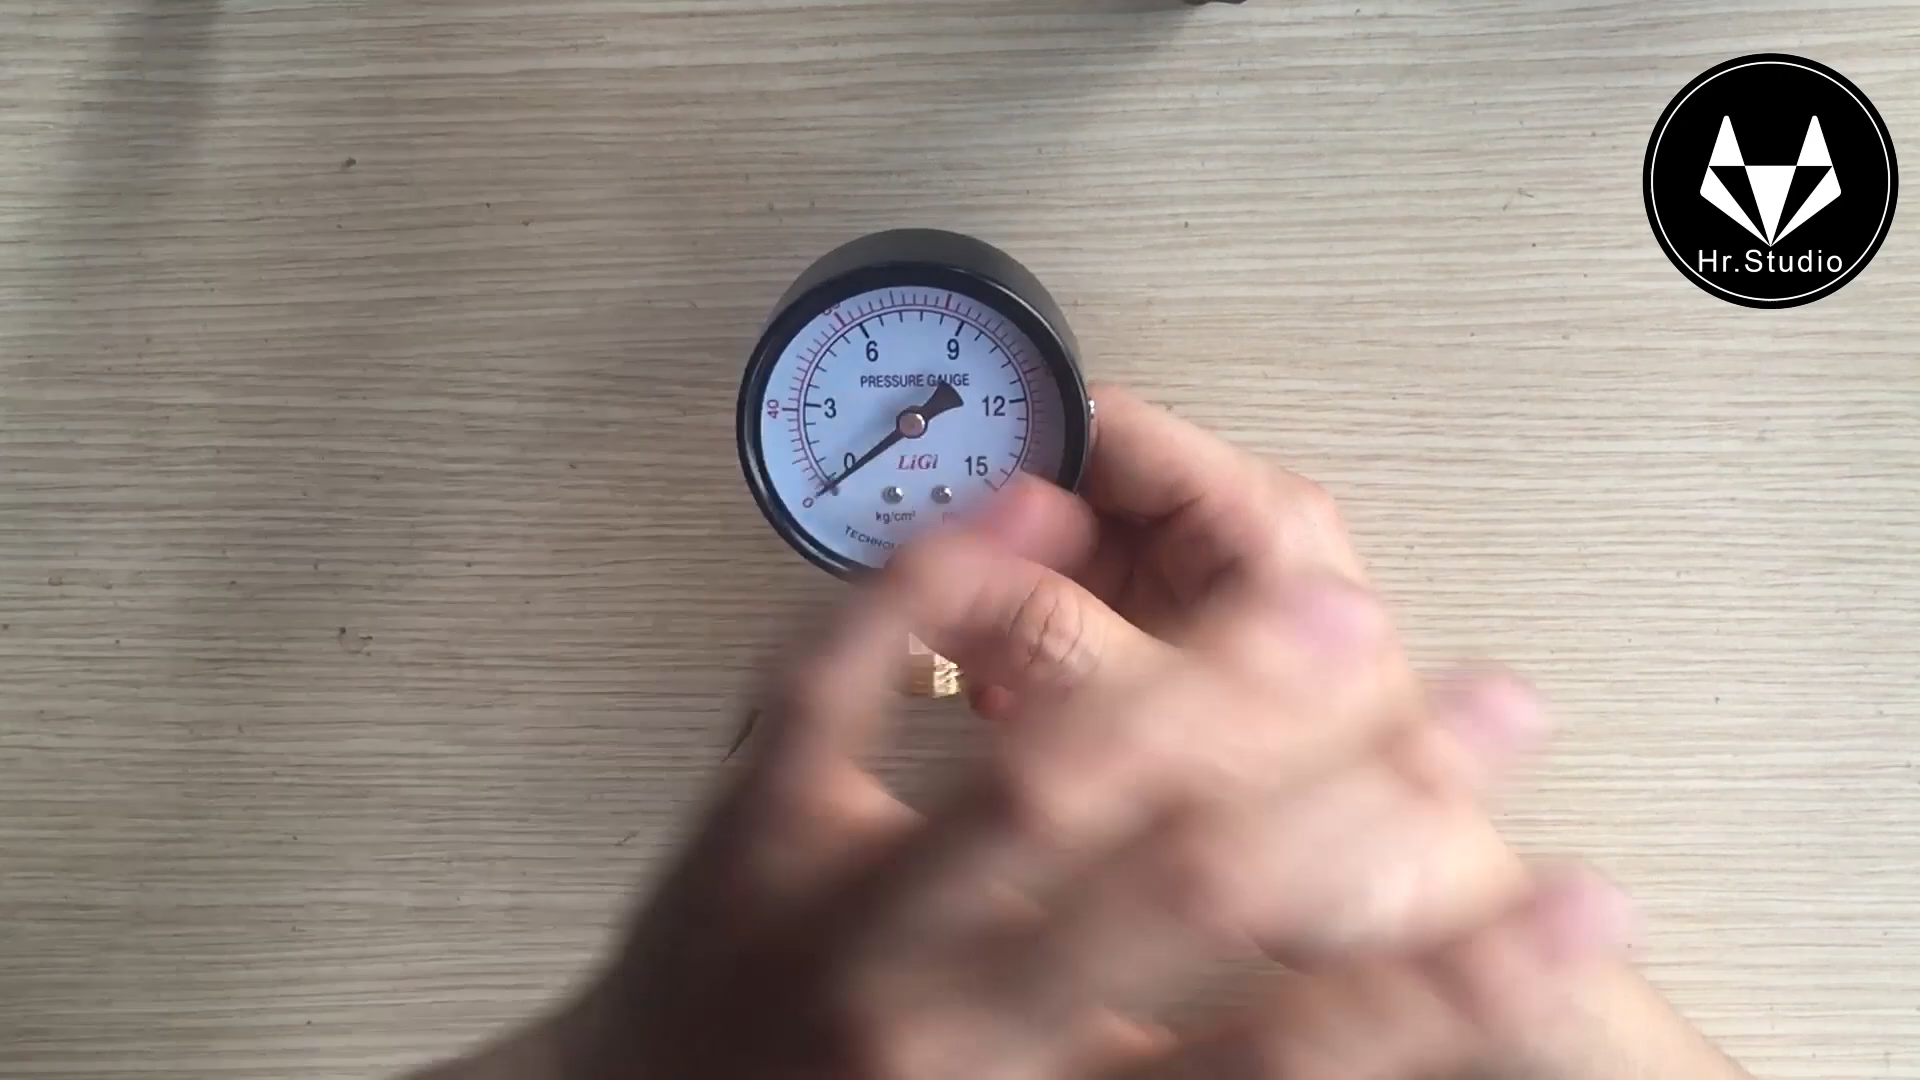 Hr.Studio
6 9
PRESSURE GAUGE
40 3 12
0 LiGi 15
0
kg/cm²